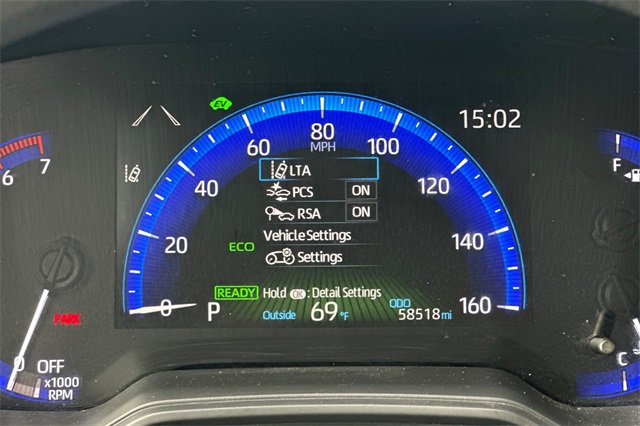 EV
80
MPH
60
100
15:02
6
7
F
40
120
LTA
PCS ON
RSA ON
20
140
ECO
Vehicle Settings
Settings
0
160
READY Hold OK : Detail Settings
PARK
P
Outside 69 °F
ODO
58518 mi
0
OFF
x1000
RPM
C